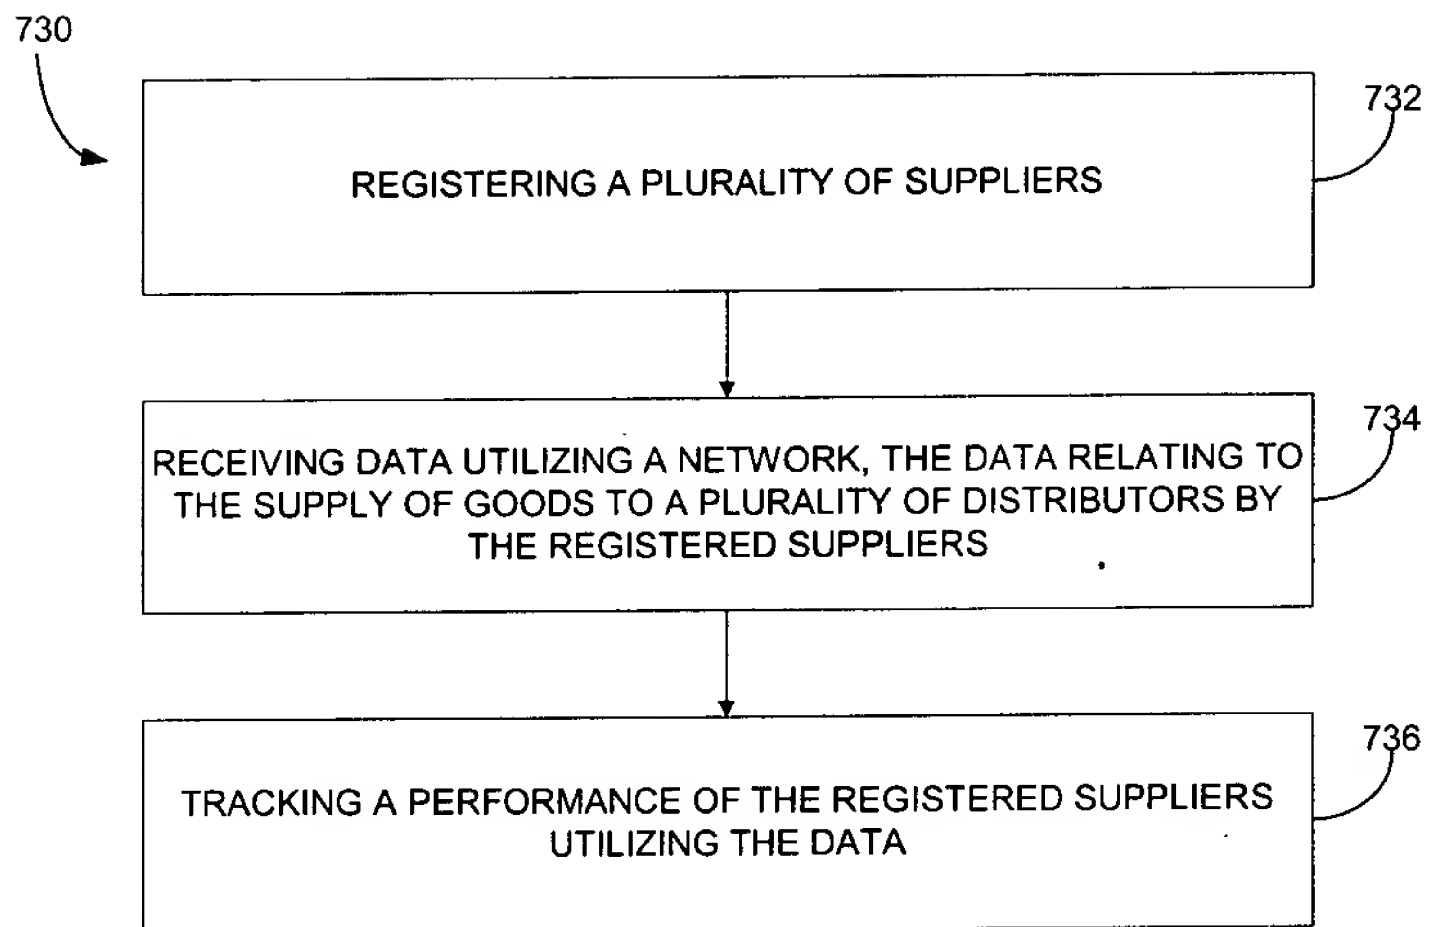 730
732
REGISTERING A PLURALITY OF SUPPLIERS
734
RECEIVING DATA UTILIZING A NETWORK, THE DATA RELATING TO
THE SUPPLY OF GOODS TO A PLURALITY OF DISTRIBUTORS BY
THE REGISTERED SUPPLIERS
736
TRACKING A PERFORMANCE OF THE REGISTERED SUPPLIERS
UTILIZING THE DATA